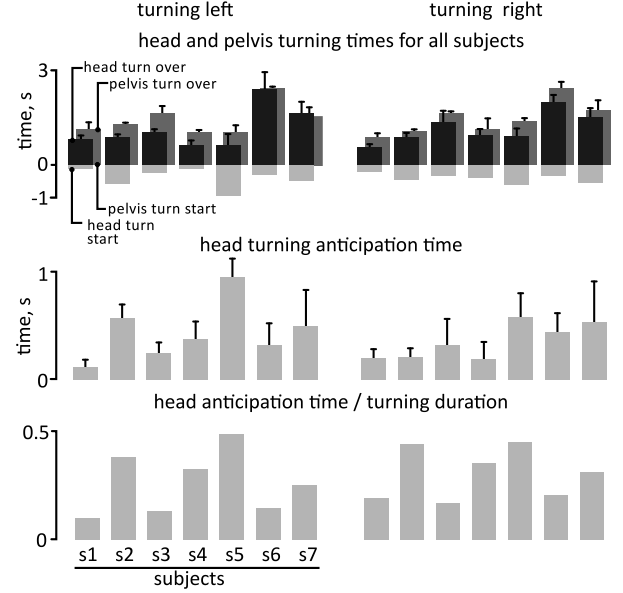 turning left
turning right
head and pelvis turning times for all subjects
3
head turn over
pelvis turn over
time, s
0
-1
pelvis turn start
head turn
start
head turning anticipation time
1
time, s
0
head anticipation time / turning duration
0.5
0
s1 s2 s3 s4 s5 s6 s7
subjects